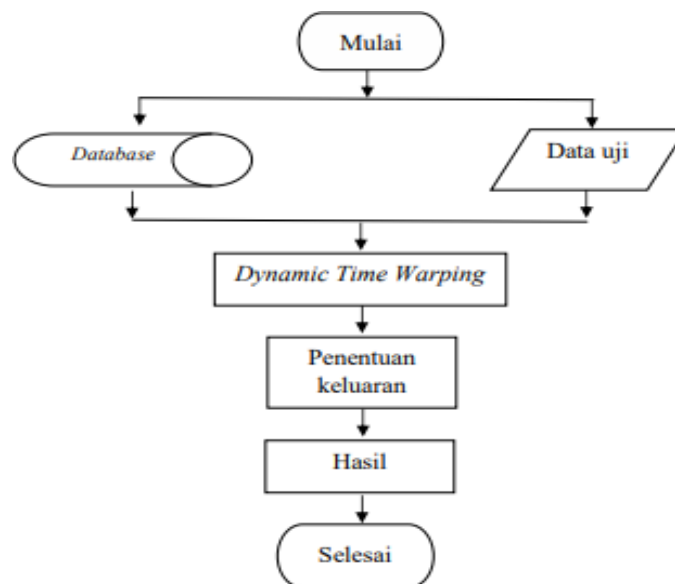 Mulai
Database
Data uji
Dynamic Time Warping
Penentuan
keluaran
Hasil
Selesai